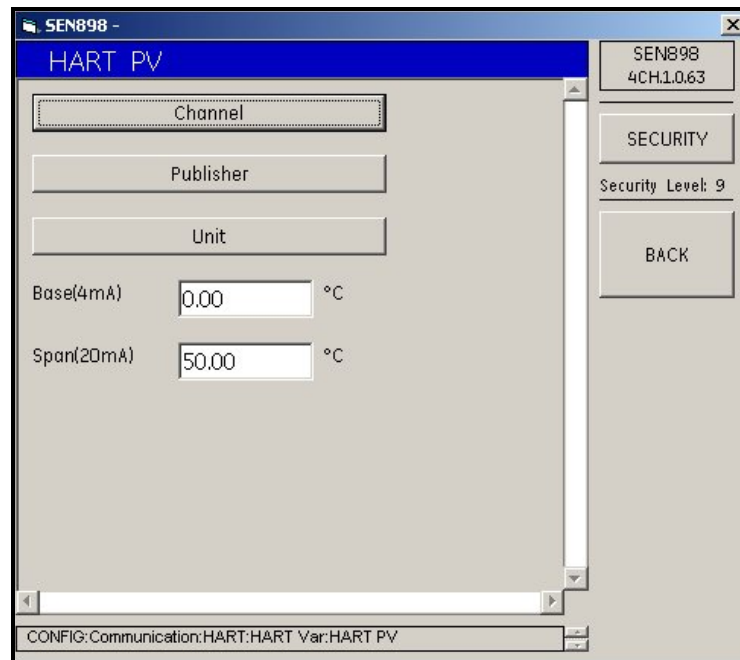 SEN898 -
HART PV
SEN898
4CH.1.0.63
Channel
SECURITY
Publisher
Security Level: 9
Unit
BACK
Base(4mA) 0.00 °C
Span(20mA) 50.00 °C
CONFIG:Communication:HART:HART Var:HART PV